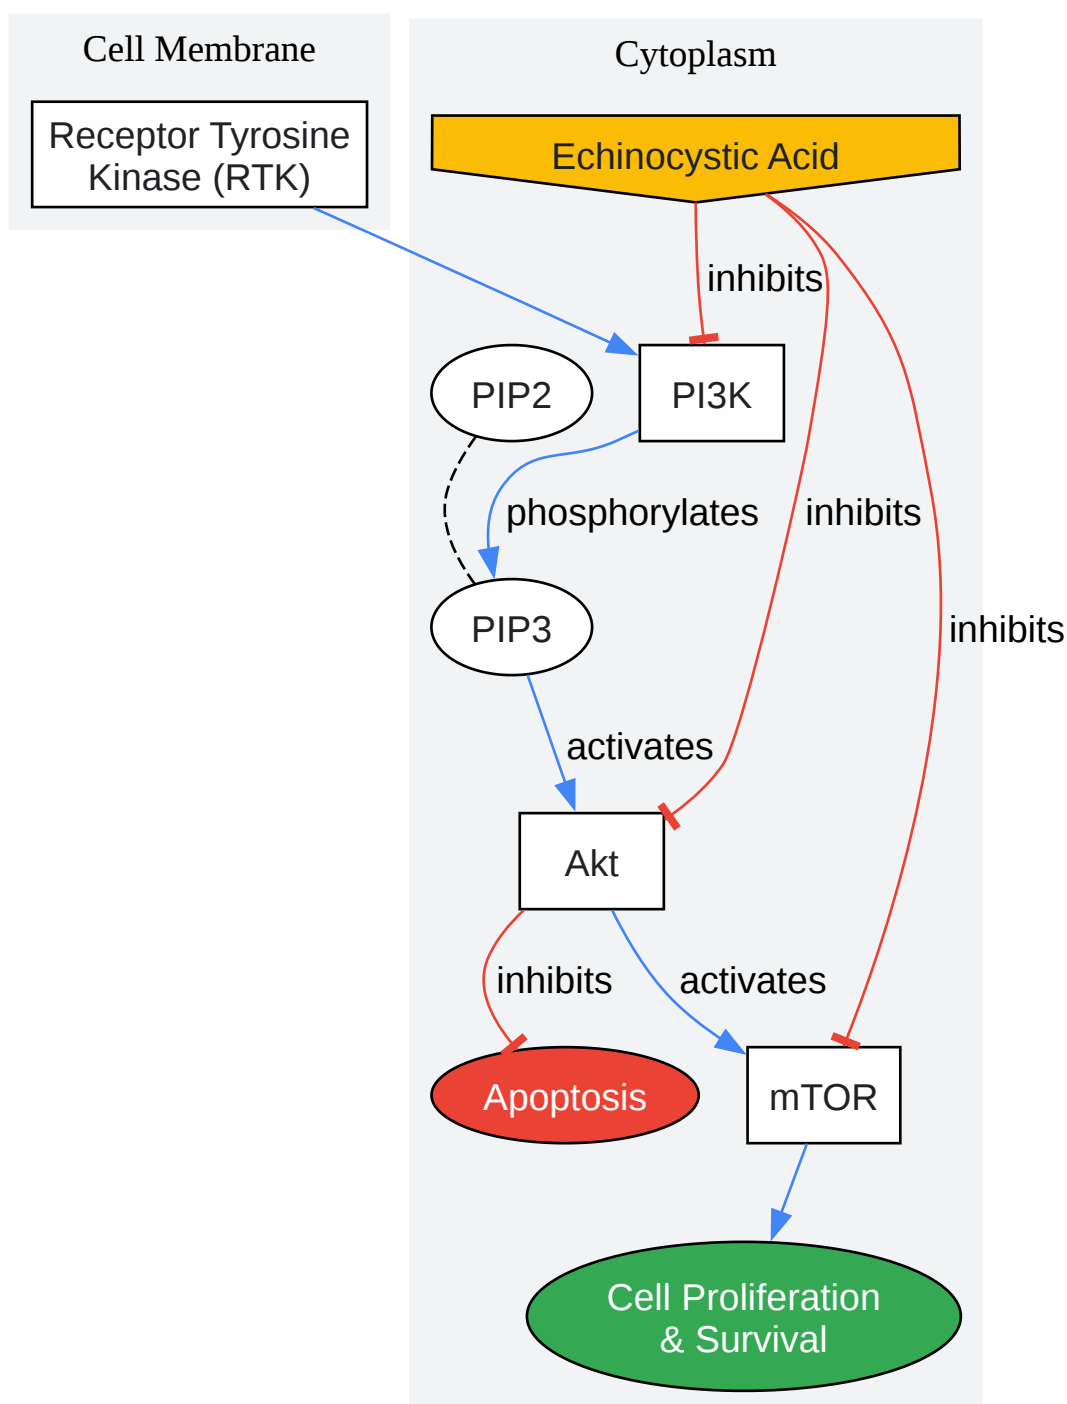 Cell Membrane
Cytoplasm
Receptor Tyrosine
Kinase (RTK)
Echinocystic Acid
inhibits
PIP2
PI3K
phosphorylates
inhibits
PIP3
inhibits
activates
Akt
inhibits
activates
Apoptosis
mTOR
Cell Proliferation
& Survival